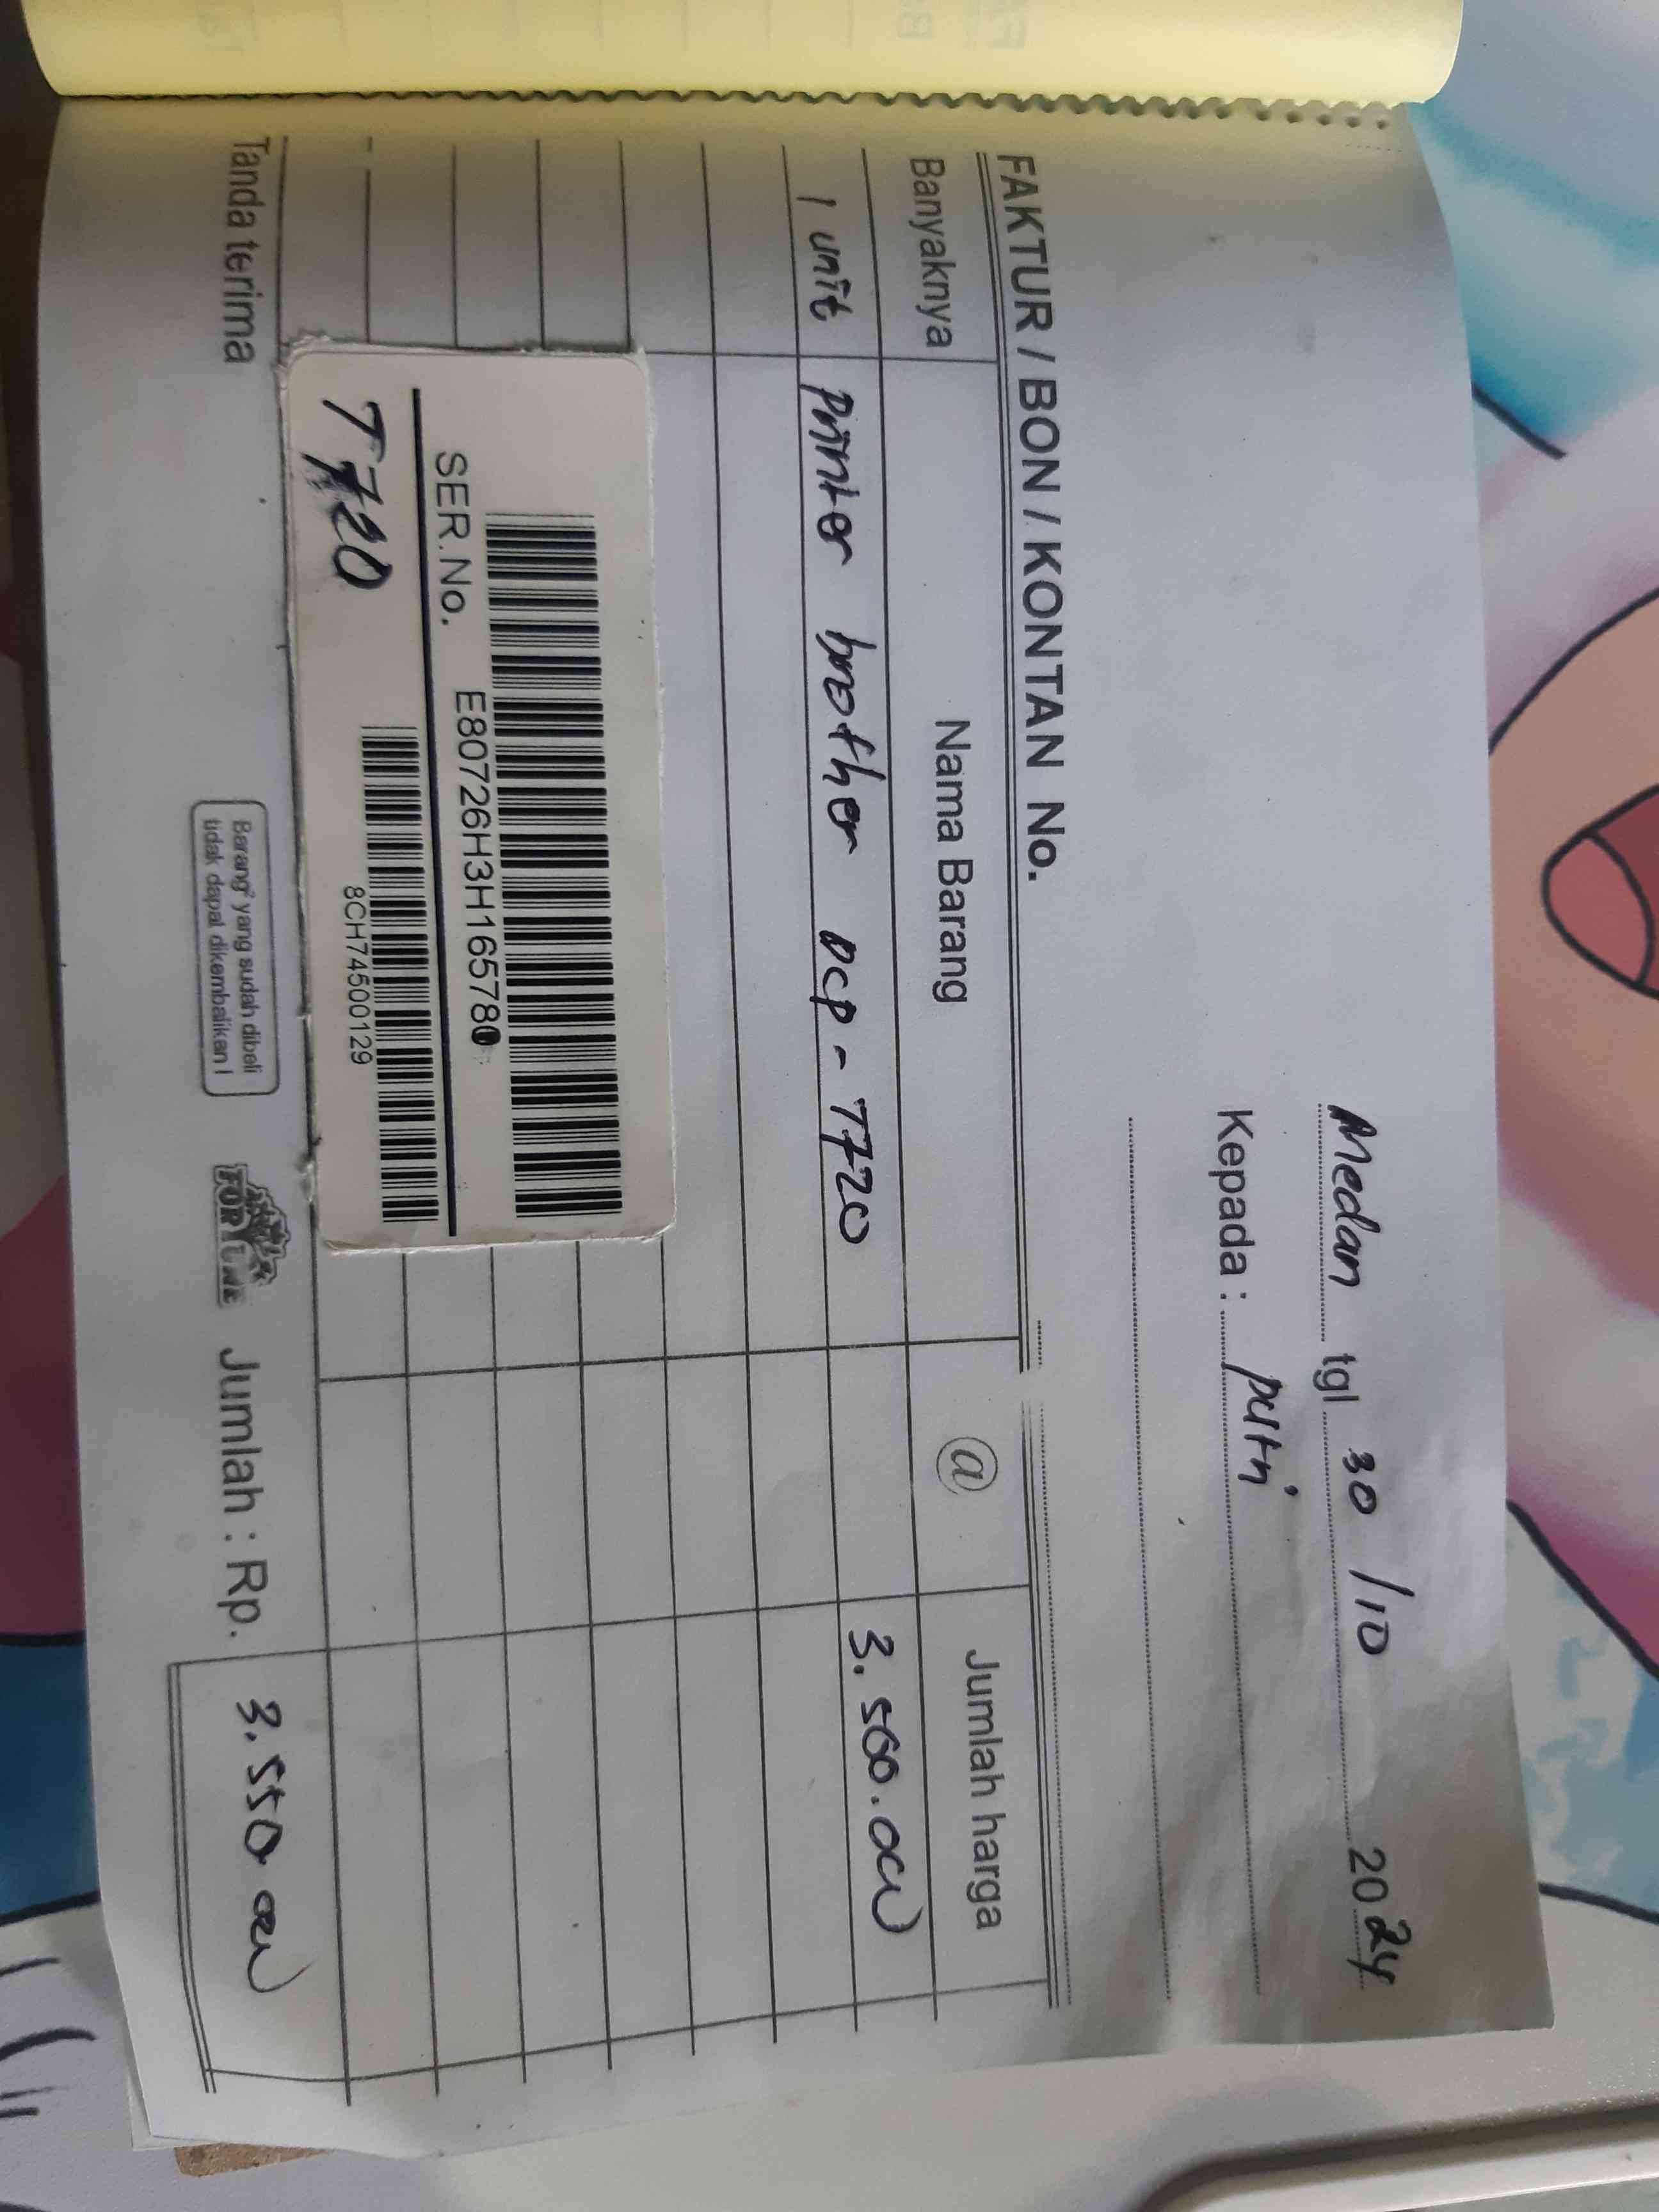 Medan tgl 30/10 2024
Kepada : putri
FAKTUR / BON / KONTAN No.
Banyaknya Nama Barang @ Jumlah harga
1 unit printer brother DCP - T720 3.550.000
SER.No. E80726H3H165780
8CH74500129
T720
Tanda terima
Barang² yang sudah dibeli
tidak dapat dikembalikan !
FORTUNE
Jumlah : Rp. 3.550.000